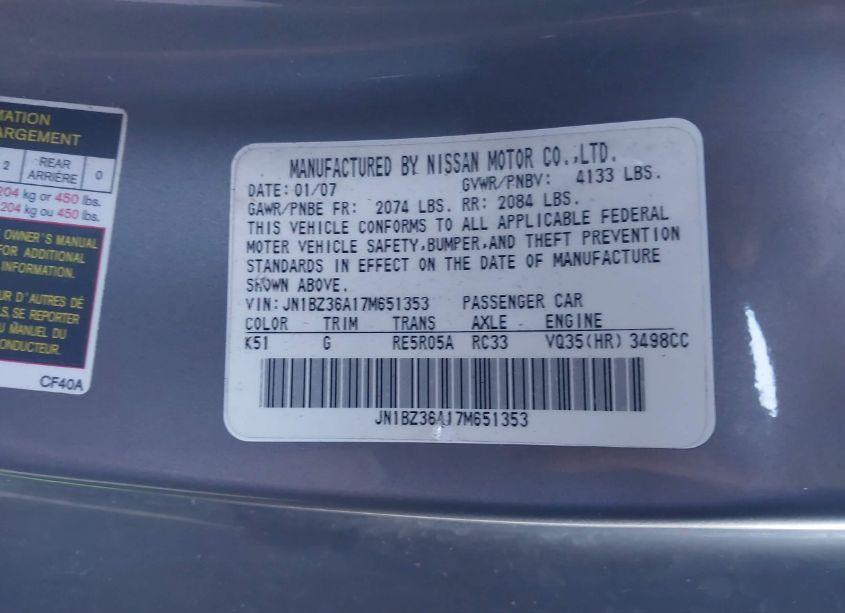 MATION
ARGEMENT
2 REAR ARRIÈRE 0
204 kg or 450 lbs.
204 kg ou 450 lbs.
OWNER'S MANUAL
FOR ADDITIONAL
INFORMATION.
UR D'AUTRES DÉ
LS, SE REPORTER
U MANUEL DU
ONDUCTEUR.
CF40A
MANUFACTURED BY NISSAN MOTOR CO.,LTD.
DATE: 01/07 GVWR/PNBV: 4133 LBS.
GAWR/PNBE FR: 2074 LBS. RR: 2084 LBS.
THIS VEHICLE CONFORMS TO ALL APPLICABLE FEDERAL
MOTER VEHICLE SAFETY,BUMPER,AND THEFT PREVENTION
STANDARDS IN EFFECT ON THE DATE OF MANUFACTURE
SHOWN ABOVE.
VIN: JN1BZ36A17M651353 PASSENGER CAR
COLOR TRIM TRANS AXLE ENGINE
K51 G RE5R05A RC33 VQ35(HR) 3498CC
JN1BZ36A17M651353